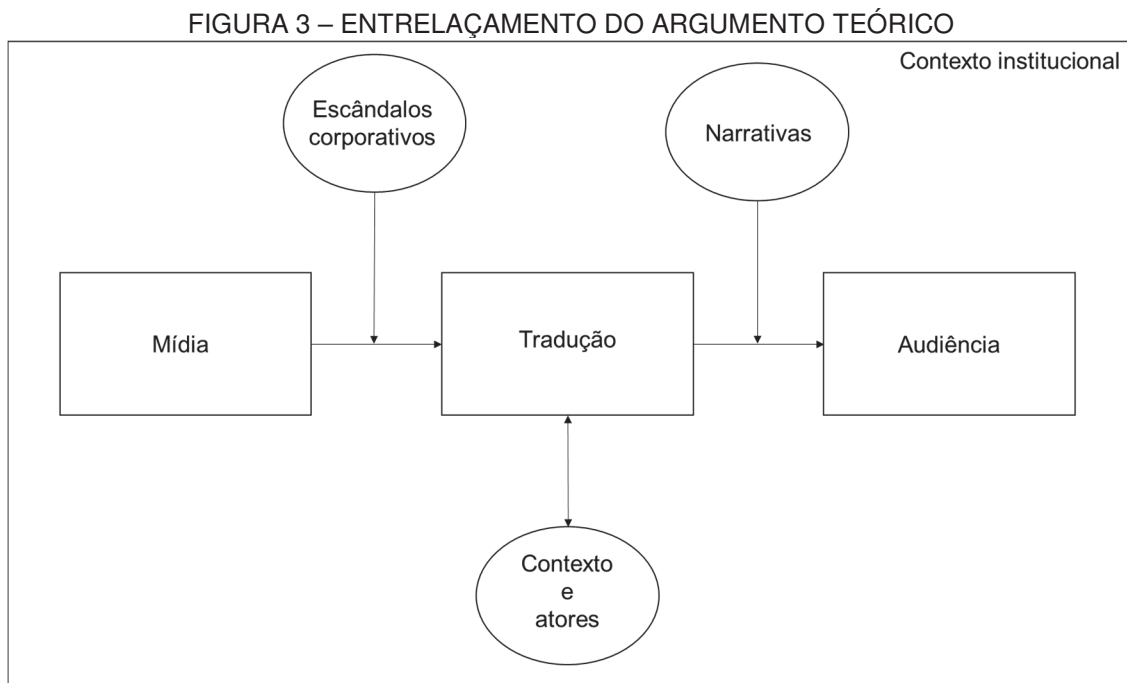 FIGURA 3 – ENTRELAÇAMENTO DO ARGUMENTO TEÓRICO
Contexto institucional
Escândalos
corporativos
Narrativas
Mídia
Tradução
Audiência
Contexto
e
atores